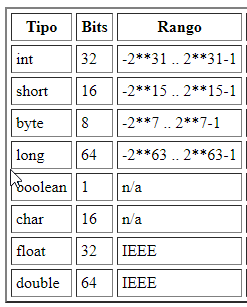 Tipo Bits Rango
int 32 -2**31 .. 2**31-1
short 16 -2**15 .. 2**15-1
byte 8 -2**7 .. 2**7-1
long 64 -2**63 .. 2**63-1
boolean 1 n/a
char 16 n/a
float 32 IEEE
double 64 IEEE